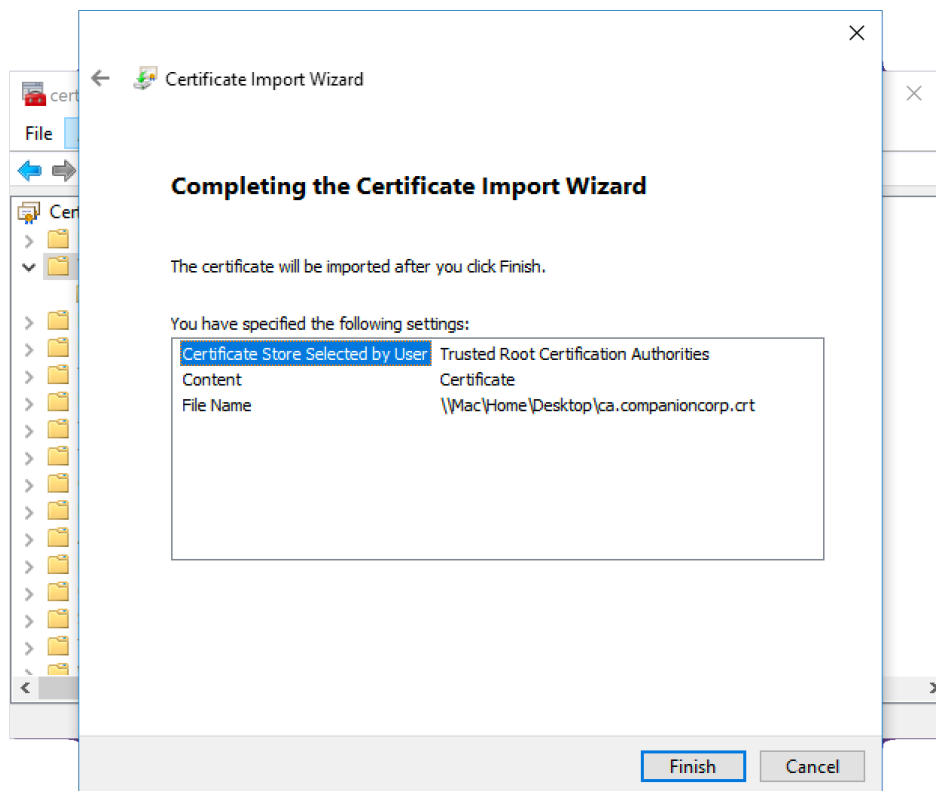 Certificate Import Wizard
cert
File
Cert
Completing the Certificate Import Wizard
The certificate will be imported after you click Finish.
You have specified the following settings:
Certificate Store Selected by User Trusted Root Certification Authorities
Content Certificate
File Name \\Mac\Home\Desktop\ca.companioncorp.crt
Finish Cancel